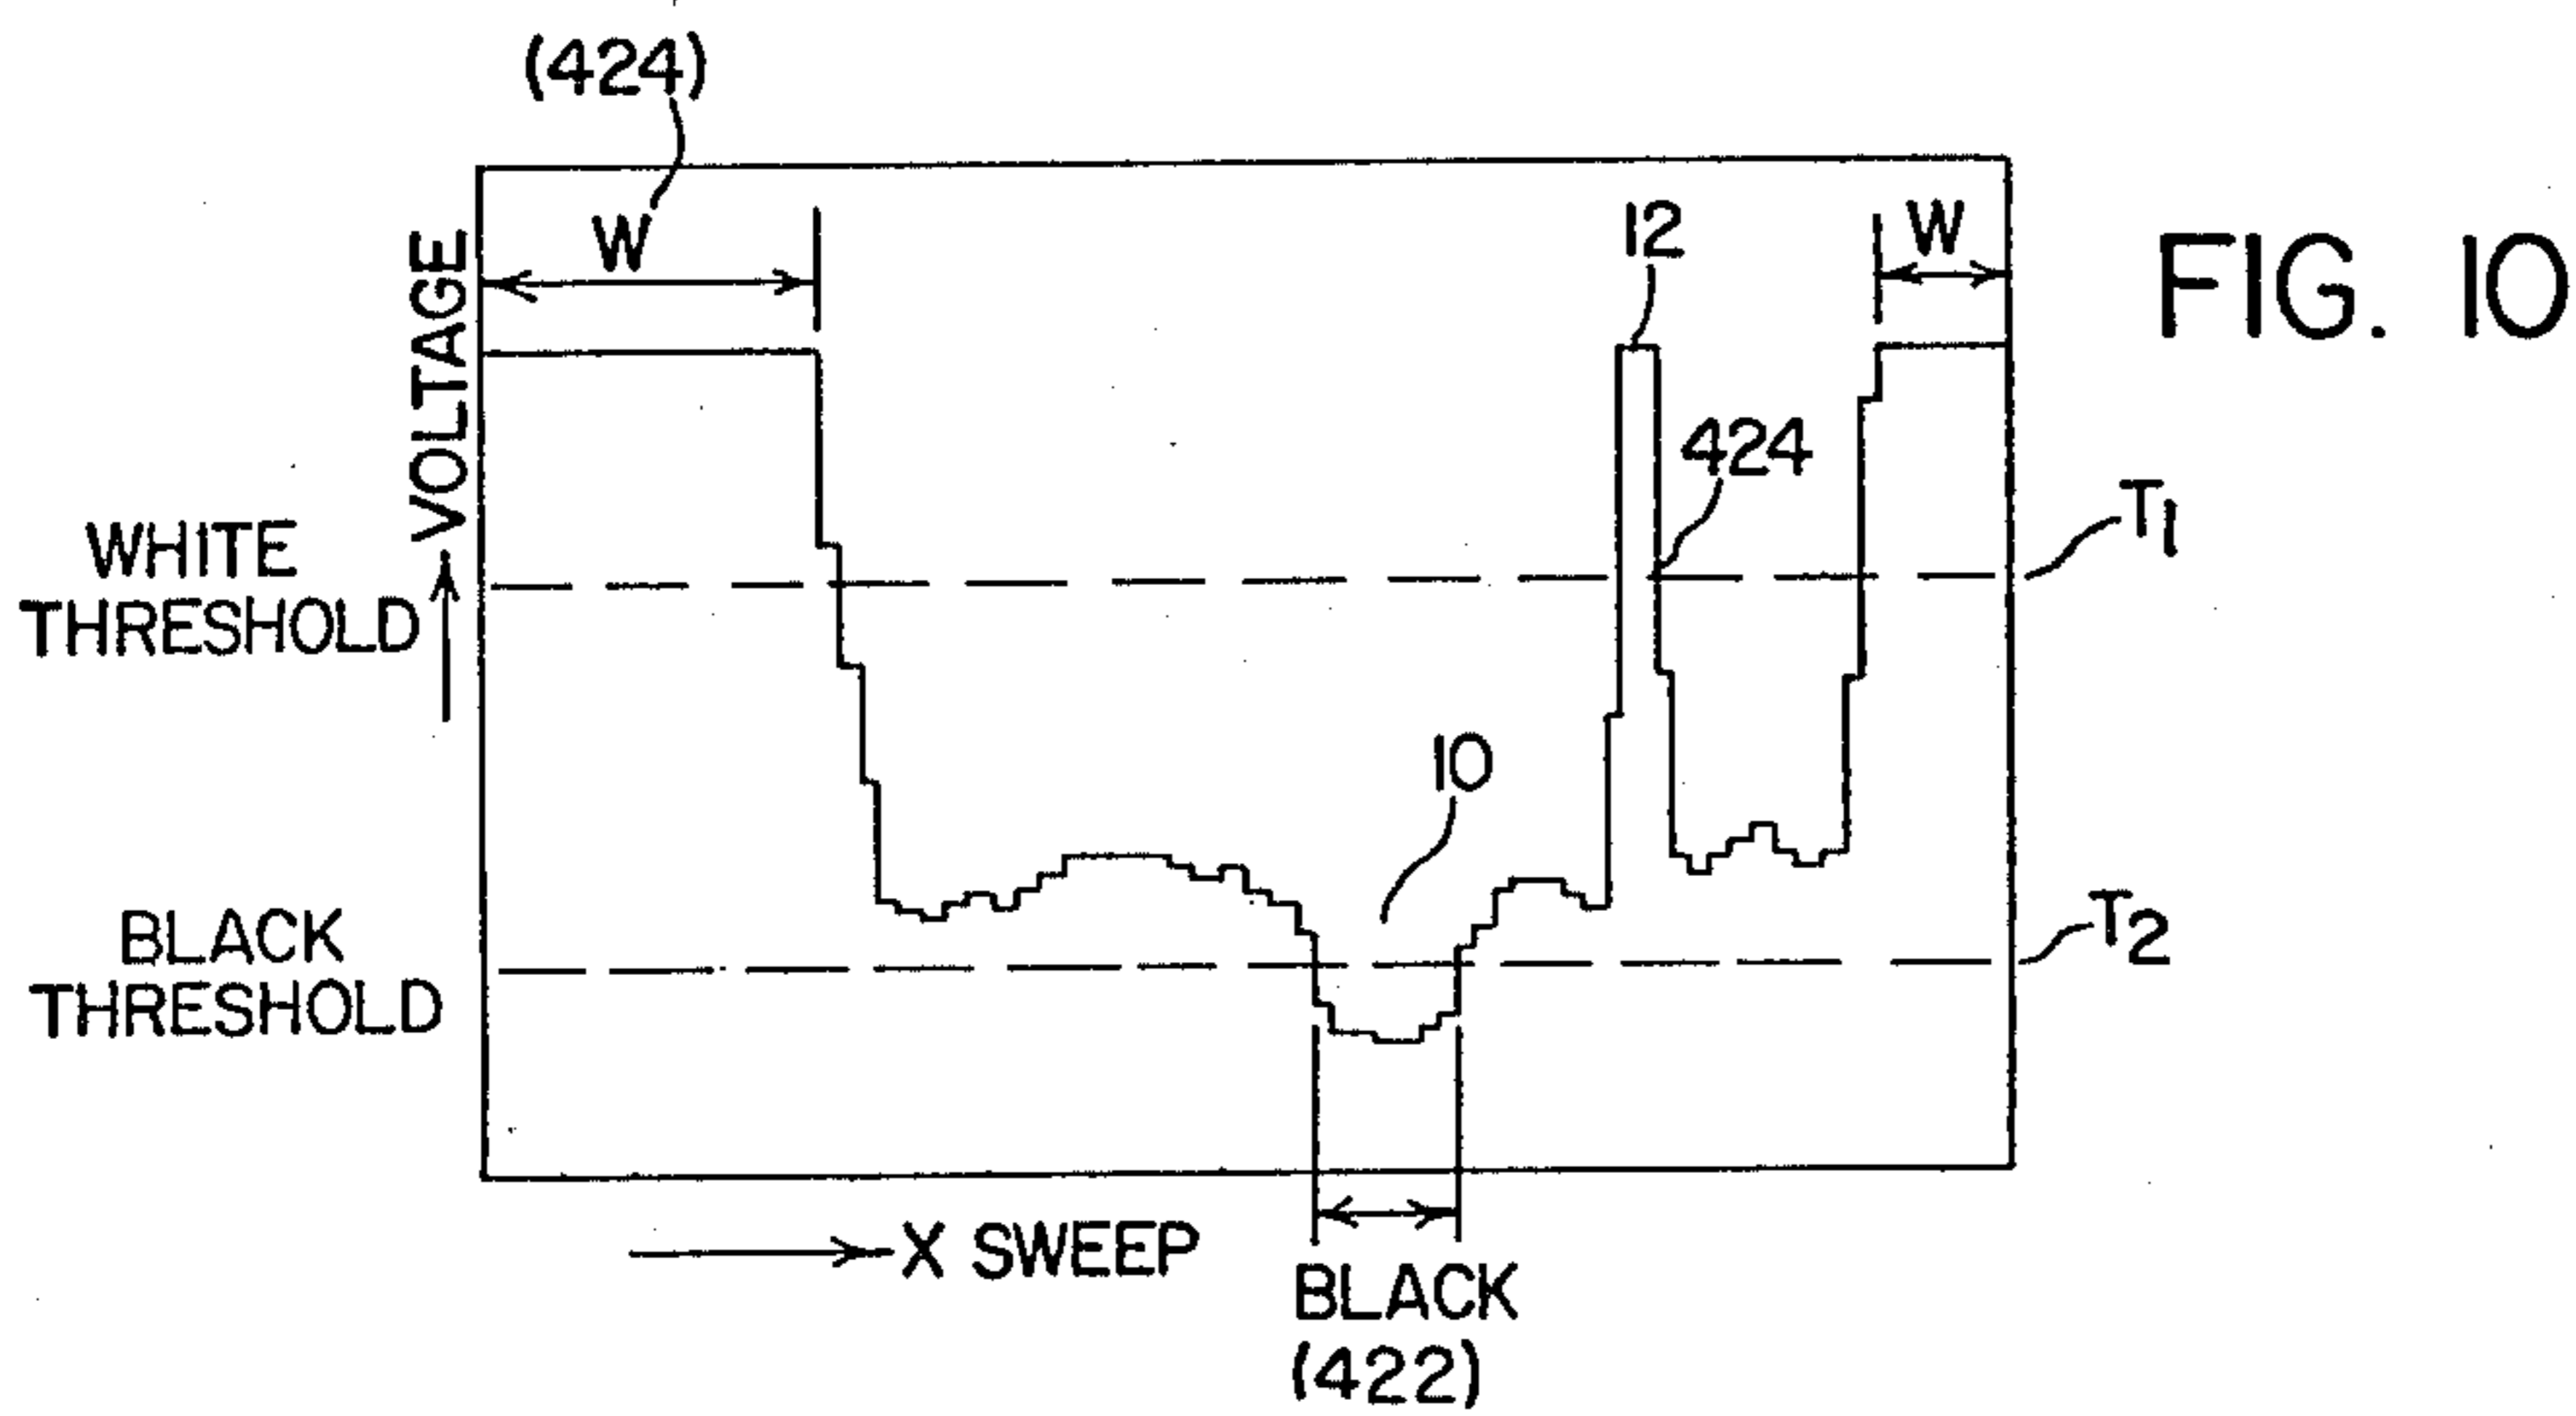 (424)
W
12
W
FIG. 10
VOLTAGE
424
T1
WHITE
THRESHOLD
10
T2
BLACK
THRESHOLD
X SWEEP
BLACK
(422)